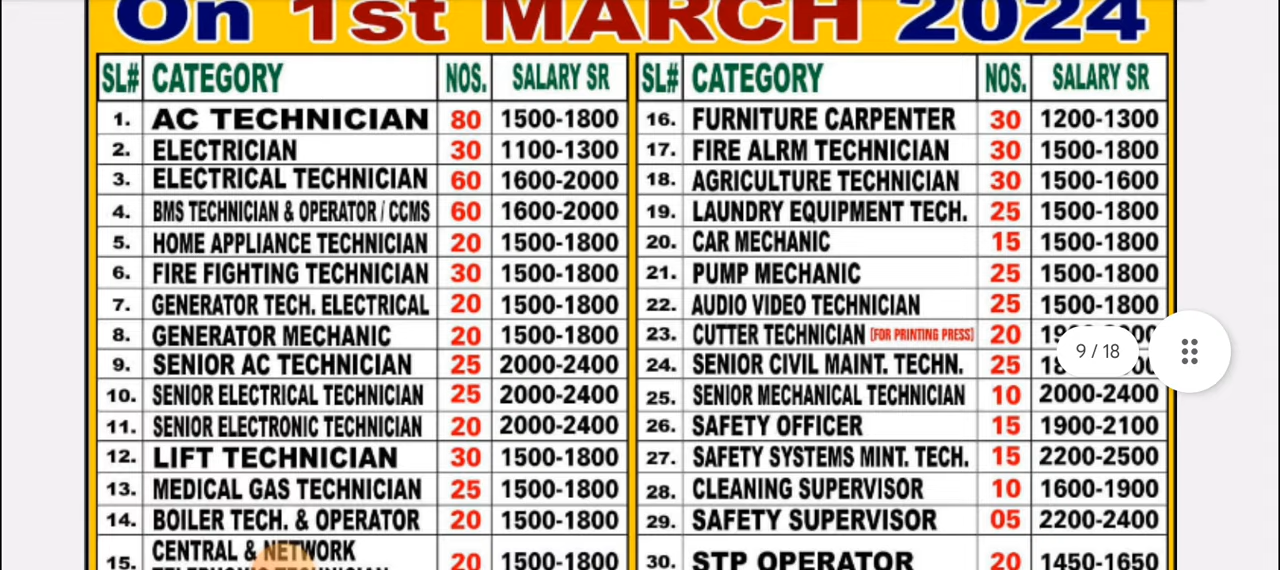 On 1st MARCH 2024
SL# CATEGORY NOS. SALARY SR
1. AC TECHNICIAN 80 1500-1800
2. ELECTRICIAN 30 1100-1300
3. ELECTRICAL TECHNICIAN 60 1600-2000
4. BMS TECHNICIAN & OPERATOR / CCMS 60 1600-2000
5. HOME APPLIANCE TECHNICIAN 20 1500-1800
6. FIRE FIGHTING TECHNICIAN 30 1500-1800
7. GENERATOR TECH. ELECTRICAL 20 1500-1800
8. GENERATOR MECHANIC 20 1500-1800
9. SENIOR AC TECHNICIAN 25 2000-2400
10. SENIOR ELECTRICAL TECHNICIAN 25 2000-2400
11. SENIOR ELECTRONIC TECHNICIAN 20 2000-2400
12. LIFT TECHNICIAN 30 1500-1800
13. MEDICAL GAS TECHNICIAN 25 1500-1800
14. BOILER TECH. & OPERATOR 20 1500-1800
15. CENTRAL & NETWORK 20 1500-1800
SL# CATEGORY NOS. SALARY SR
16. FURNITURE CARPENTER 30 1200-1300
17. FIRE ALRM TECHNICIAN 30 1500-1800
18. AGRICULTURE TECHNICIAN 30 1500-1600
19. LAUNDRY EQUIPMENT TECH. 25 1500-1800
20. CAR MECHANIC 15 1500-1800
21. PUMP MECHANIC 25 1500-1800
22. AUDIO VIDEO TECHNICIAN 25 1500-1800
23. CUTTER TECHNICIAN (FOR PRINTING PRESS) 20
24. SENIOR CIVIL MAINT. TECHN. 25
25. SENIOR MECHANICAL TECHNICIAN 10 2000-2400
26. SAFETY OFFICER 15 1900-2100
27. SAFETY SYSTEMS MINT. TECH. 15 2200-2500
28. CLEANING SUPERVISOR 10 1600-1900
29. SAFETY SUPERVISOR 05 2200-2400
30. STP OPERATOR 20 1450-1650
9 / 18